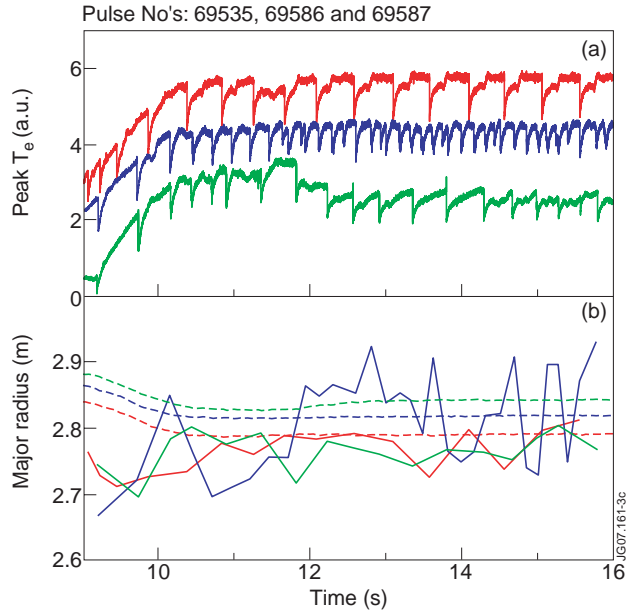 Pulse No's: 69535, 69586 and 69587
(a)
Peak T_e (a.u.)
6
4
2
0
(b)
Major radius (m)
2.9
2.8
2.7
2.6
10
12
14
16
Time (s)
JG07.161-3c